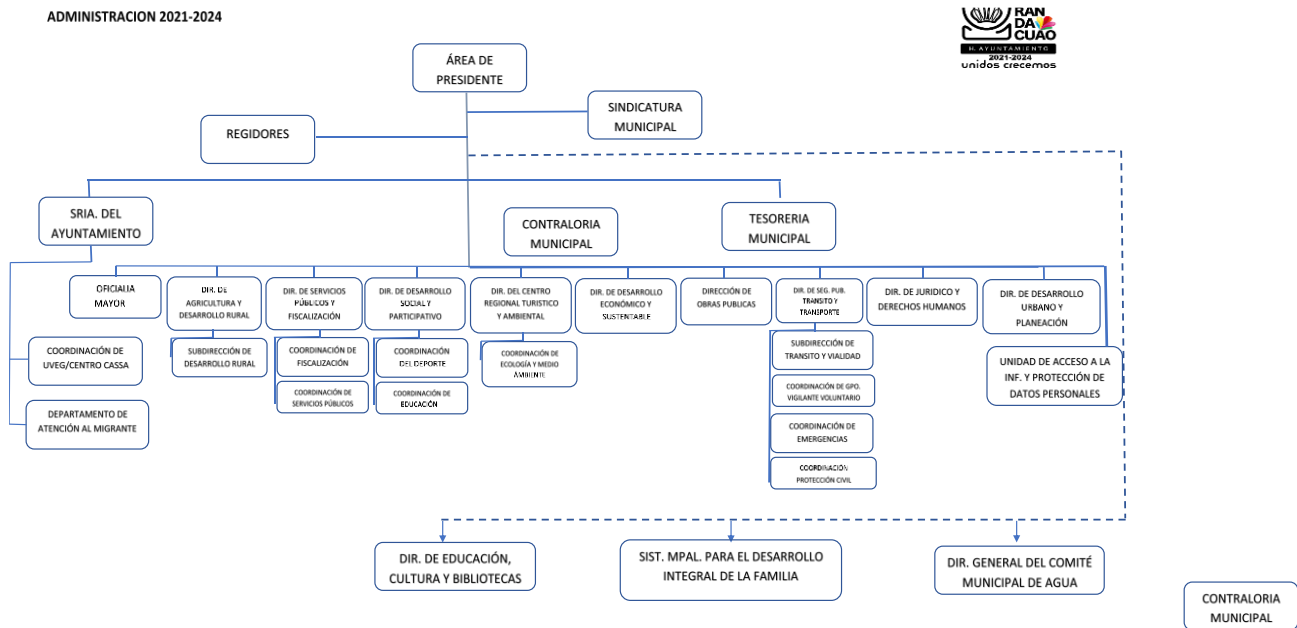 ADMINISTRACION 2021-2024
RAN
DA
CUAO
H. AYUNTAMIENTO
2021-2024
unidos crecemos
ÁREA DE
PRESIDENTE
SINDICATURA
MUNICIPAL
REGIDORES
SRIA. DEL
AYUNTAMIENTO
CONTRALORIA
MUNICIPAL
TESORERIA
MUNICIPAL
OFICIALIA
MAYOR
DIR. DE
AGRICULTURA Y
DESARROLLO RURAL
DIR. DE SERVICIOS
PÚBLICOS Y
FISCALIZACIÓN
DIR. DE DESARROLLO
SOCIAL Y
PARTICIPATIVO
DIR. DEL CENTRO
REGIONAL TURISTICO
Y AMBIENTAL
DIR. DE DESARROLLO
ECONÓMICO Y
SUSTENTABLE
DIRECCIÓN DE
OBRAS PUBLICAS
DIR. DE SEG. PUB.
TRANSITO Y
TRANSPORTE
DIR. DE JURIDICO Y
DERECHOS HUMANOS
DIR. DE DESARROLLO
URBANO Y
PLANEACIÓN
COORDINACIÓN DE
UVEG/CENTRO CASSA
SUBDIRECCIÓN DE
DESARROLLO RURAL
COORDINACIÓN DE
FISCALIZACIÓN
COORDINACIÓN
DEL DEPORTE
COORDINACIÓN DE
ECOLOGÍA Y MEDIO
AMBIENTE
SUBDIRECCIÓN DE
TRANSITO Y VIALIDAD
UNIDAD DE ACCESO A LA
INF. Y PROTECCIÓN DE
DATOS PERSONALES
DEPARTAMENTO DE
ATENCIÓN AL MIGRANTE
COORDINACIÓN DE
SERVICIOS PÚBLICOS
COORDINACIÓN DE
EDUCACIÓN
COORDINACIÓN DE GPO.
VIGILANTE VOLUNTARIO
COORDINACIÓN DE
EMERGENCIAS
COORDINACIÓN
PROTECCIÓN CIVIL
DIR. DE EDUCACIÓN,
CULTURA Y BIBLIOTECAS
SIST. MPAL. PARA EL DESARROLLO
INTEGRAL DE LA FAMILIA
DIR. GENERAL DEL COMITÉ
MUNICIPAL DE AGUA
CONTRALORIA
MUNICIPAL